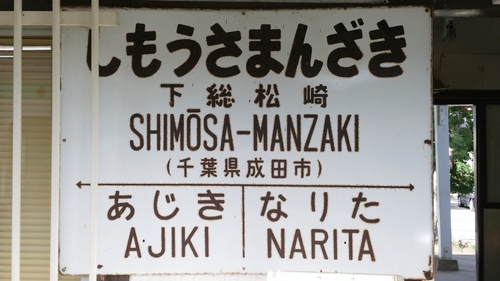 しもうさまんざき
下総松崎
SHIMŌSA-MANZAKI
(千葉県成田市)
あじき なりた
AJIKI NARITA